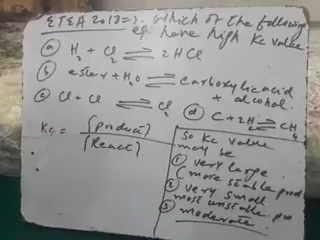 ETEA 2018=>. Which of the following
eq. have high Kc value
(a) H2 + Cl2 ⇌ 2HCl
(b) ester + H2O ⇌ carboxylic acid
+ alcohol.
(c) Cl + Cl ⇌ Cl2
(d) C + 2H2 ⇌ CH4
Kc = [product] / [React]
So Kc value
may be
(1) very large.
(more stable prod
(2) very small
most unstable pro
(3) moderate.